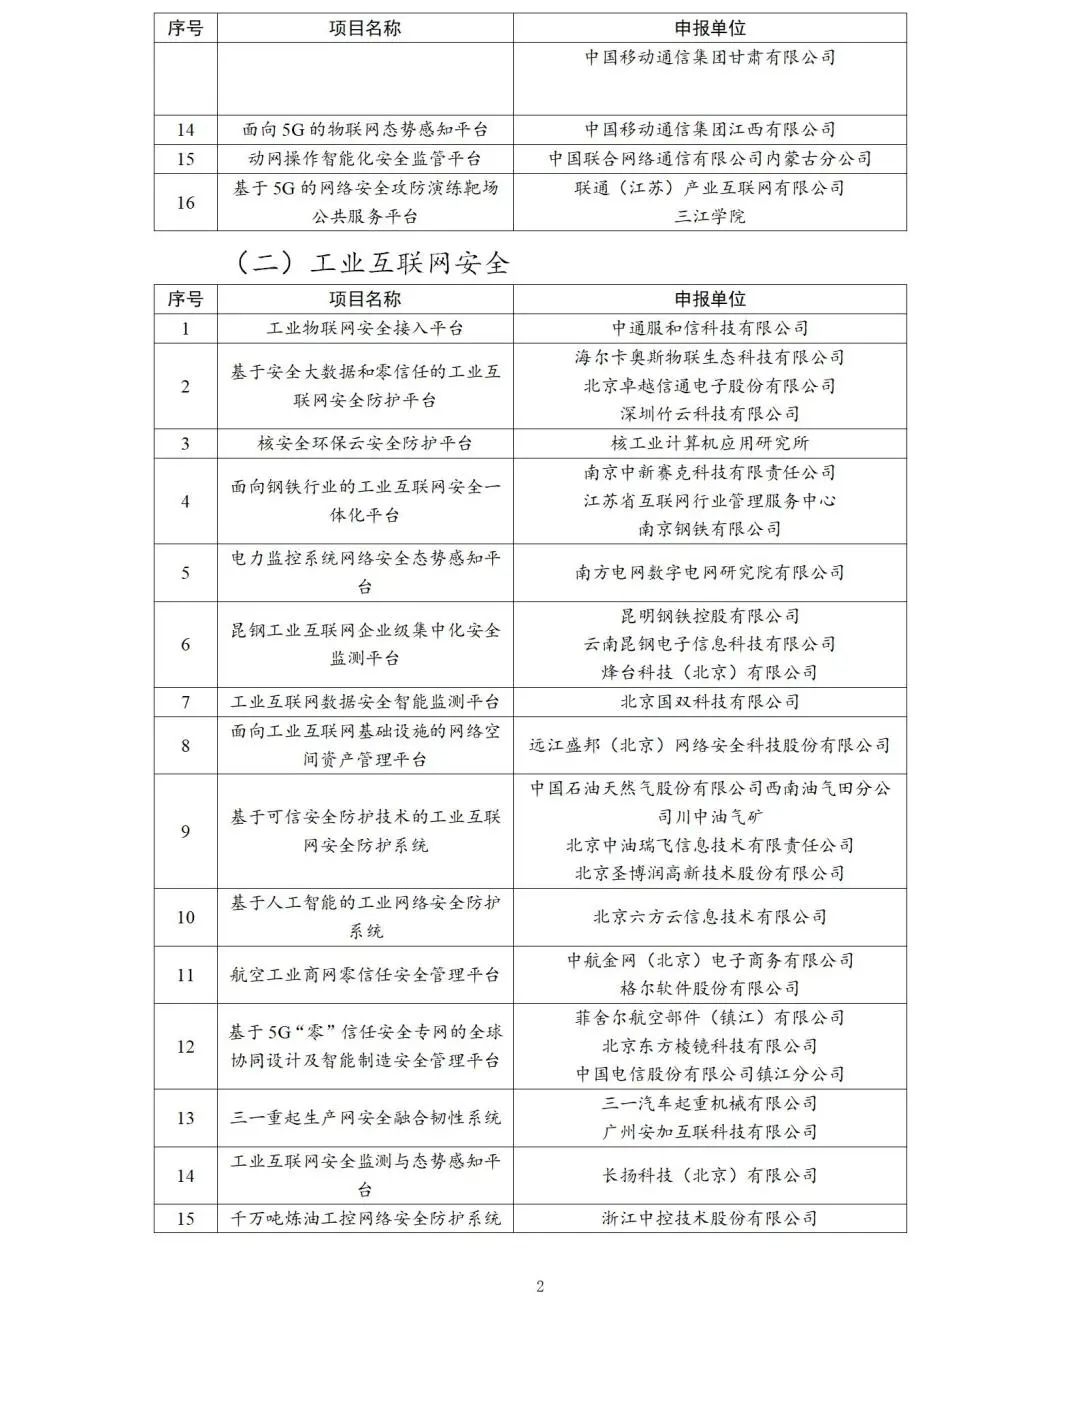 序号 项目名称 申报单位
中国移动通信集团甘肃有限公司
14 面向 5G 的物联网态势感知平台 中国移动通信集团江西有限公司
15 动网操作智能化安全监管平台 中国联合网络通信有限公司内蒙古分公司
16 基于 5G 的网络安全攻防演练靶场 联通（江苏）产业互联网有限公司
公共服务平台 三江学院
（二）工业互联网安全
序号 项目名称 申报单位
1 工业物联网安全接入平台 中通服和信科技有限公司
2 基于安全大数据和零信任的工业互 海尔卡奥斯物联生态科技有限公司
联网安全防护平台 北京卓越信通电子股份有限公司
深圳竹云科技有限公司
3 核安全环保云安全防护平台 核工业计算机应用研究所
4 面向钢铁行业的工业互联网安全一 南京中新赛克科技有限责任公司
体化平台 江苏省互联网行业管理服务中心
南京钢铁有限公司
5 电力监控系统网络安全态势感知平 南方电网数字电网研究院有限公司
台
6 昆钢工业互联网企业级集中化安全 昆明钢铁控股有限公司
监测平台 云南昆钢电子信息科技有限公司
烽台科技（北京）有限公司
7 工业互联网数据安全智能监测平台 北京国双科技有限公司
8 面向工业互联网基础设施的网络空 远江盛邦（北京）网络安全科技股份有限公司
间资产管理平台
9 基于可信安全防护技术的工业互联 中国石油天然气股份有限公司西南油气田分公
网安全防护系统 司川中油气矿
北京中油瑞飞信息技术有限责任公司
北京圣博润高新技术股份有限公司
10 基于人工智能的工业网络安全防护 北京六方云信息技术有限公司
系统
11 航空工业商网零信任安全管理平台 中航金网（北京）电子商务有限公司
格尔软件股份有限公司
12 基于 5G“零”信任安全专网的全球 菲舍尔航空部件（镇江）有限公司
协同设计及智能制造安全管理平台 北京东方棱镜科技有限公司
中国电信股份有限公司镇江分公司
13 三一重起生产网安全融合韧性系统 三一汽车起重机械有限公司
广州安加互联科技有限公司
14 工业互联网安全监测与态势感知平 长扬科技（北京）有限公司
台
15 千万吨炼油工控网络安全防护系统 浙江中控技术股份有限公司
2